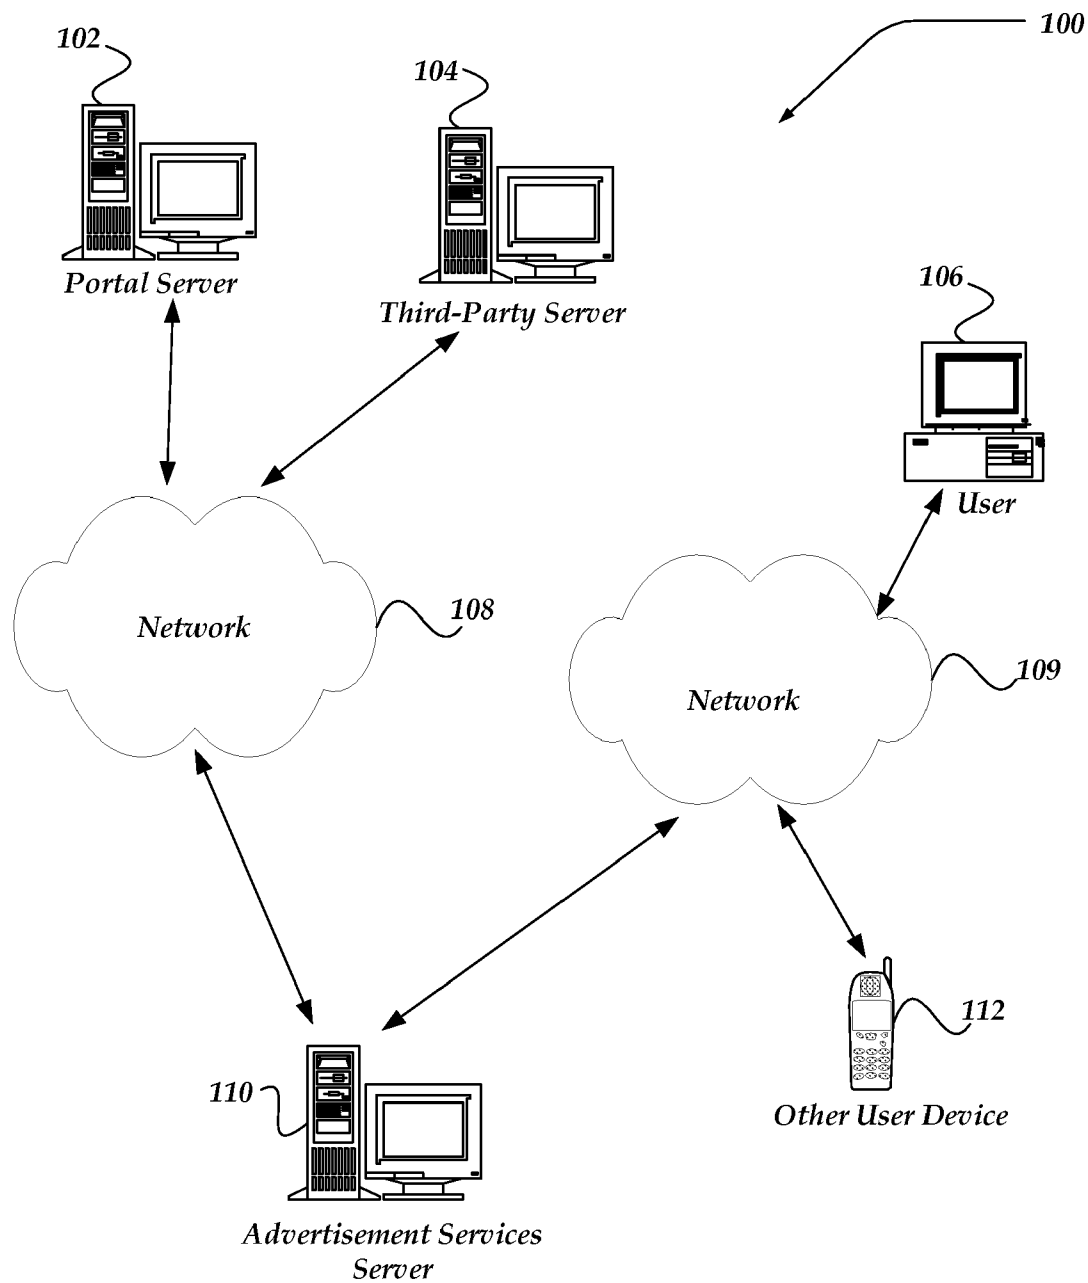 100
102
104
Portal Server
Third-Party Server
106
User
Network
108
Network
109
110
112
Other User Device
Advertisement Services
Server